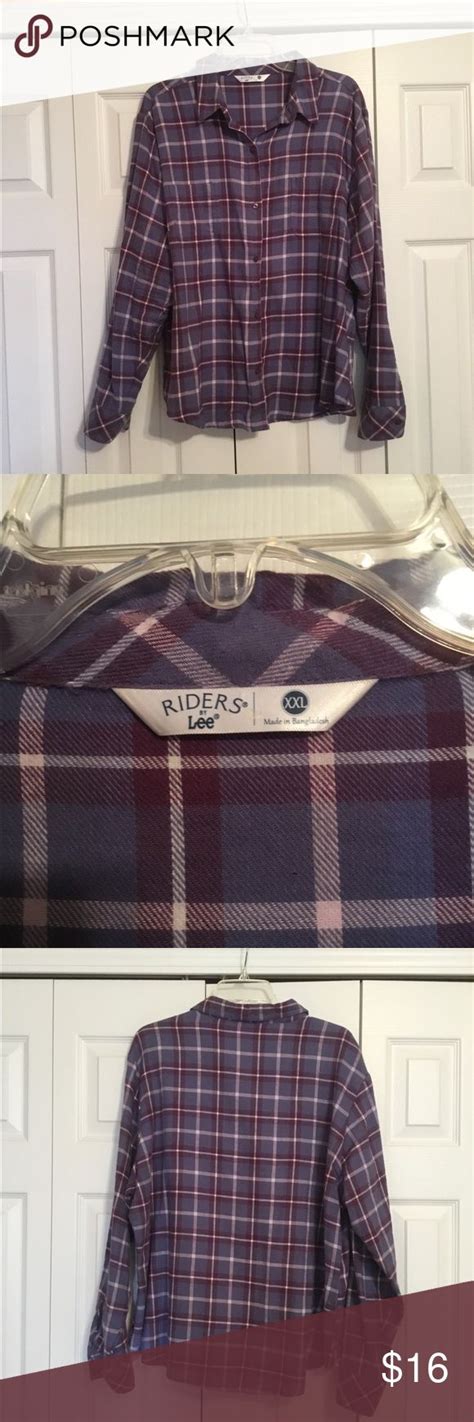 POSHMARK
RIDERS®
BY
Lee®
XXL
Made in Bangladesh
$16